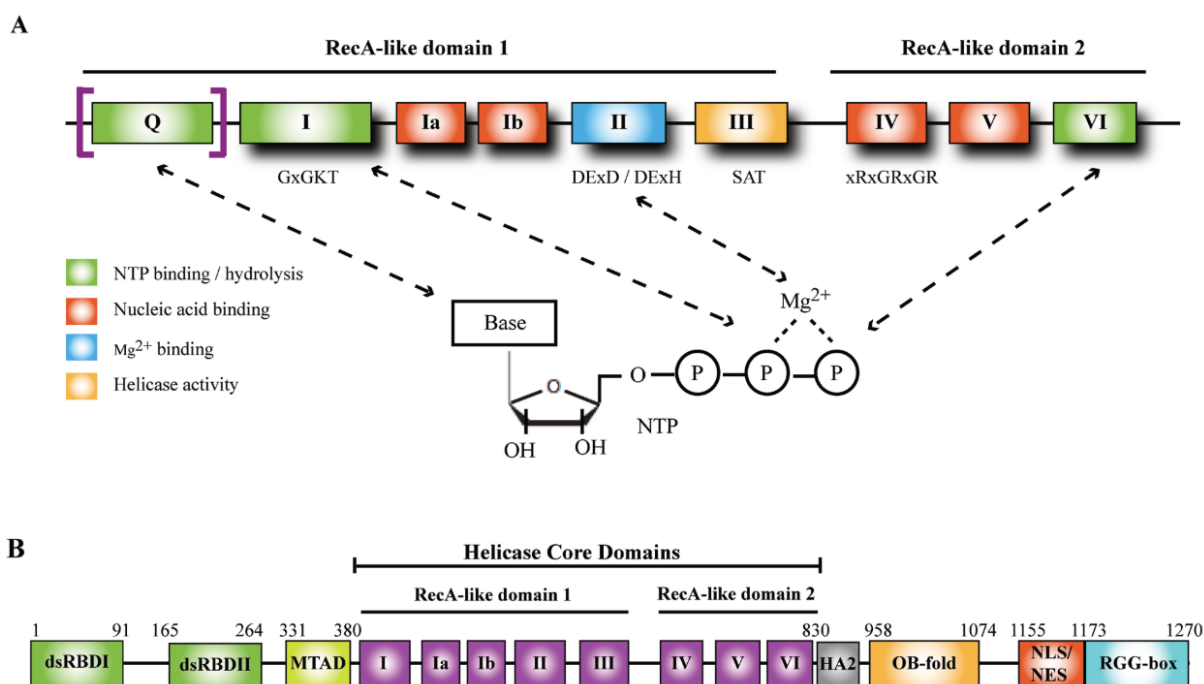 A
RecA-like domain 1 RecA-like domain 2
Q I Ia Ib II III IV V VI
GxGKT DExD / DExH SAT xRxGRxGR
NTP binding / hydrolysis
Nucleic acid binding
Mg2+ binding
Helicase activity
Mg2+
Base
O P P P
O
NTP
OH OH
B
Helicase Core Domains
RecA-like domain 1 RecA-like domain 2
1 91 165 264 331 380 830 958 1074 1155 1173 1270
dsRBDI dsRBDII MTAD I Ia Ib II III IV V VI HA2 OB-fold NLS/ RGG-box
NES